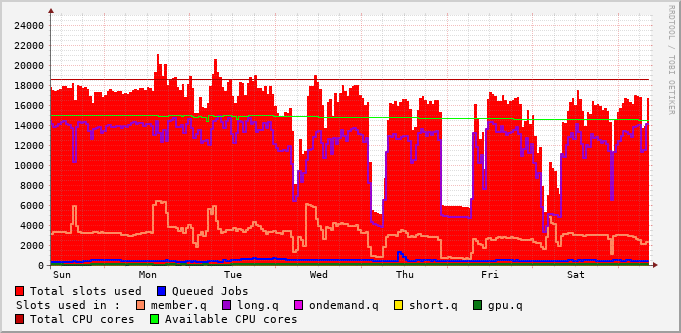 24000
22000
20000
18000
16000
14000
12000
10000
8000
6000
4000
2000
0
Sun Mon Tue Wed Thu Fri Sat
RRDTOOL / TOBI OETIKER
Total slots used Queued Jobs
Slots used in : member.q long.q ondemand.q short.q gpu.q
Total CPU cores Available CPU cores